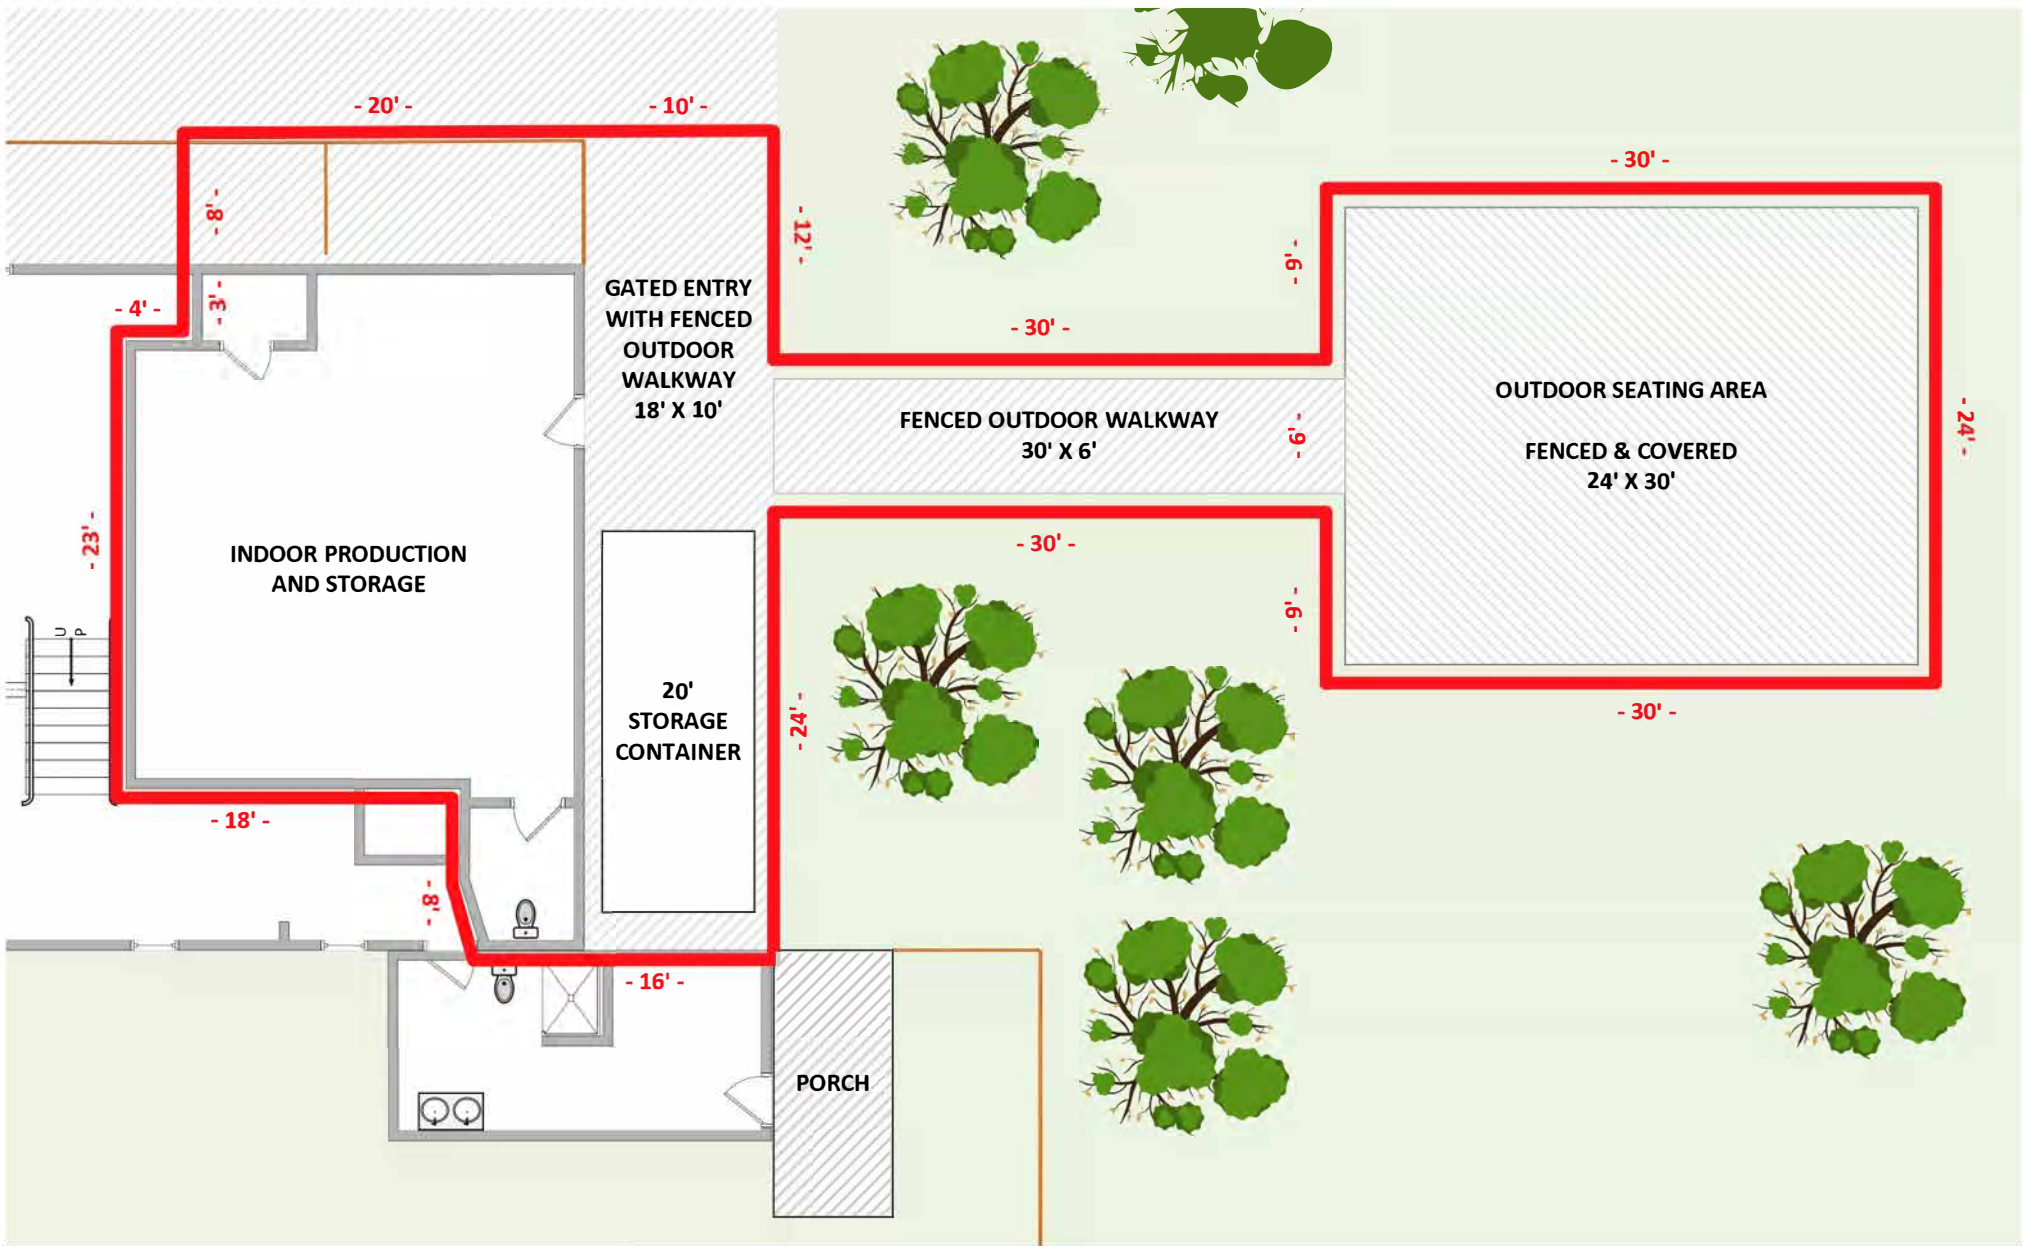 - 20' -
- 10' -
- 30' -
- 8' -
- 12' -
- 9' -
- 3' -
- 4' -
GATED ENTRY
WITH FENCED
OUTDOOR
WALKWAY
18' X 10'
- 30' -
FENCED OUTDOOR WALKWAY
30' X 6'
- 6' -
OUTDOOR SEATING AREA
FENCED & COVERED
24' X 30'
- 24' -
- 23' -
INDOOR PRODUCTION
AND STORAGE
- 30' -
- 9' -
UP
20'
STORAGE
CONTAINER
- 24' -
- 30' -
- 18' -
- 8' -
- 16' -
PORCH